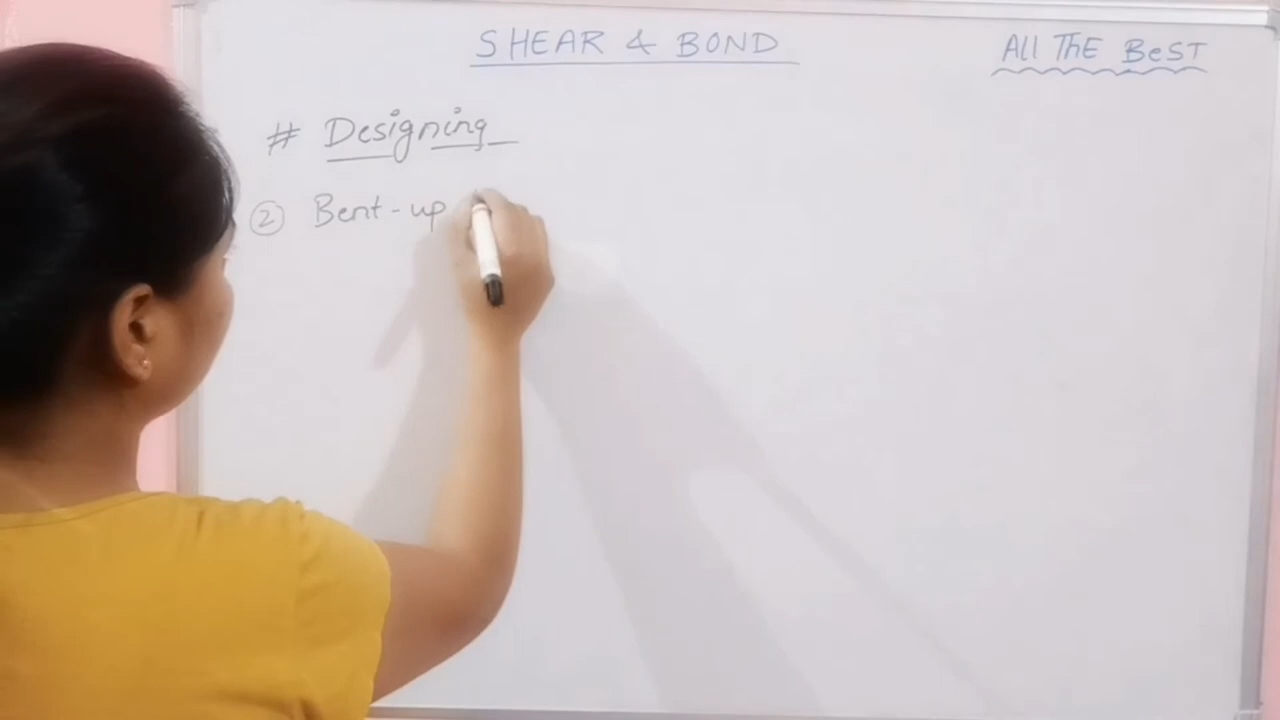 SHEAR & BOND
All ThE BeST
# Designing
② Bent-up